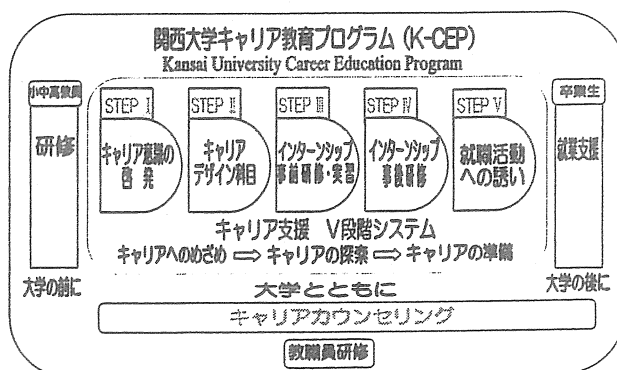 関西大学キャリア教育プログラム (K-CEP)
Kansai University Career Education Program
小中高教員
研修
大学の前に
STEP Ⅰ
キャリア意識の
啓 発
STEP Ⅱ
キャリア
デザイン科目
STEP Ⅲ
インターンシップ
事前研修・実習
STEP Ⅳ
インターンシップ
事後研修
STEP Ⅴ
就職活動
への誘い
卒業生
就業支援
大学の後に
キャリア支援 Ⅴ段階システム
キャリアへのめざめ ⇨ キャリアの探索 ⇨ キャリアの準備
大学とともに
キャリアカウンセリング
教職員研修